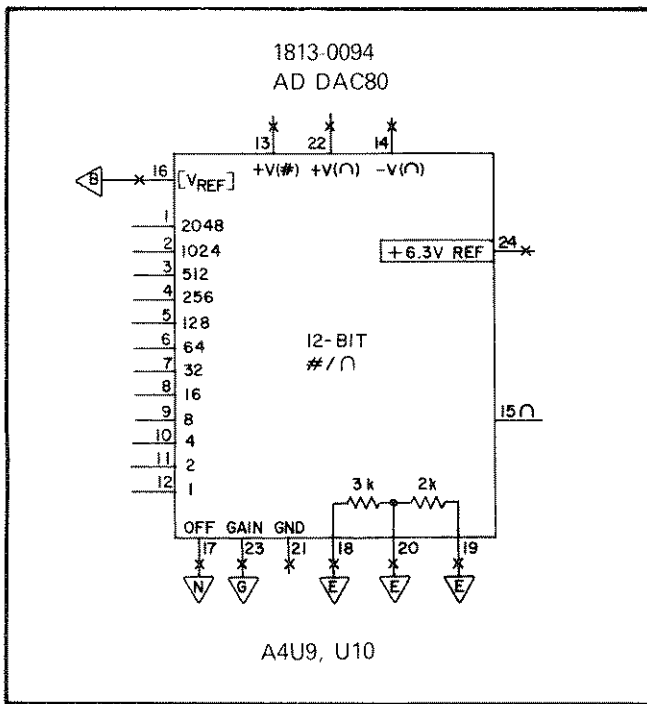 1813-0094
AD DAC80
13 22 14
16 [VREF] +V(#) +V(∩) -V(∩)
B
1 2048
2 1024
24
+6.3V REF
3 512
4 256
5 128
6 64
12-BIT
7 32
#/∩
8 16
9 8
15 ∩
10 4
11 2
3k 2k
12 1
OFF GAIN GND
17 23 21 18 20 19
N G E E E
A4U9, U10